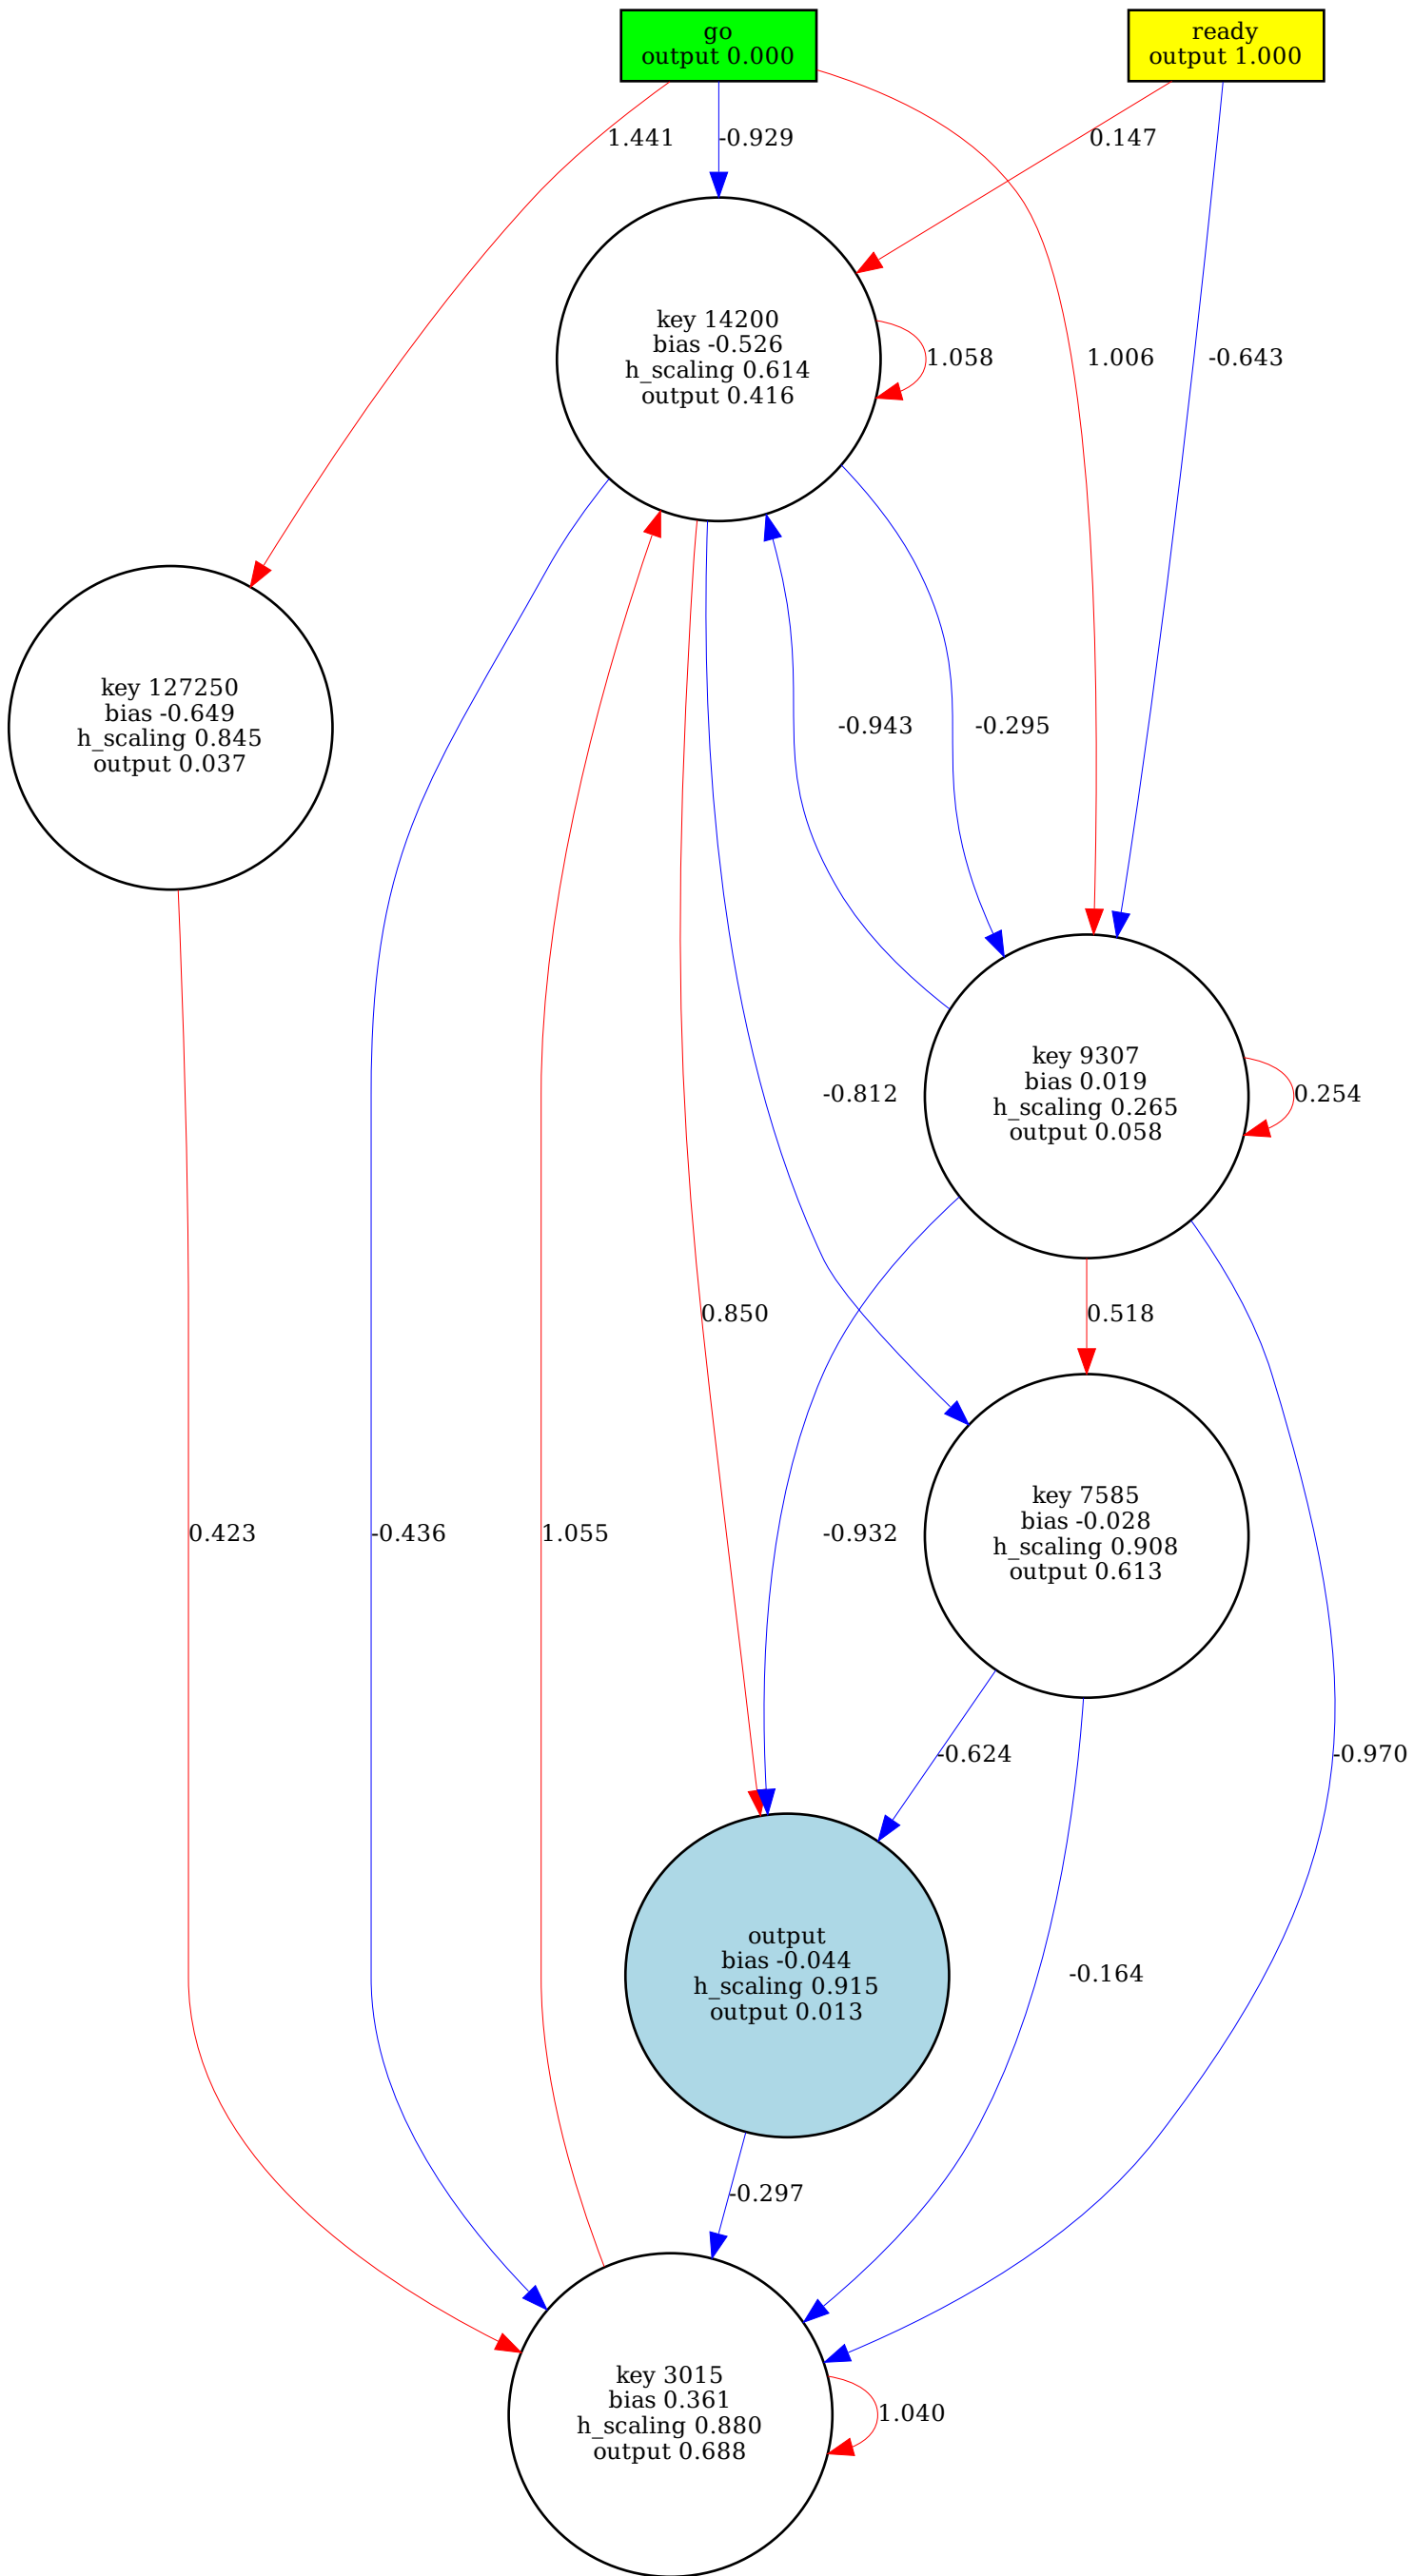 go
output 0.000
ready
output 1.000
1.441
-0.929
0.147
key 14200
bias -0.526
h_scaling 0.614
output 0.416
1.058
1.006
-0.643
key 127250
bias -0.649
h_scaling 0.845
output 0.037
-0.943
-0.295
key 9307
bias 0.019
h_scaling 0.265
output 0.058
-0.812
0.254
0.850
0.518
key 7585
bias -0.028
h_scaling 0.908
output 0.613
0.423
-0.436
1.055
-0.932
-0.624
-0.970
output
bias -0.044
h_scaling 0.915
output 0.013
-0.164
-0.297
key 3015
bias 0.361
h_scaling 0.880
output 0.688
1.040